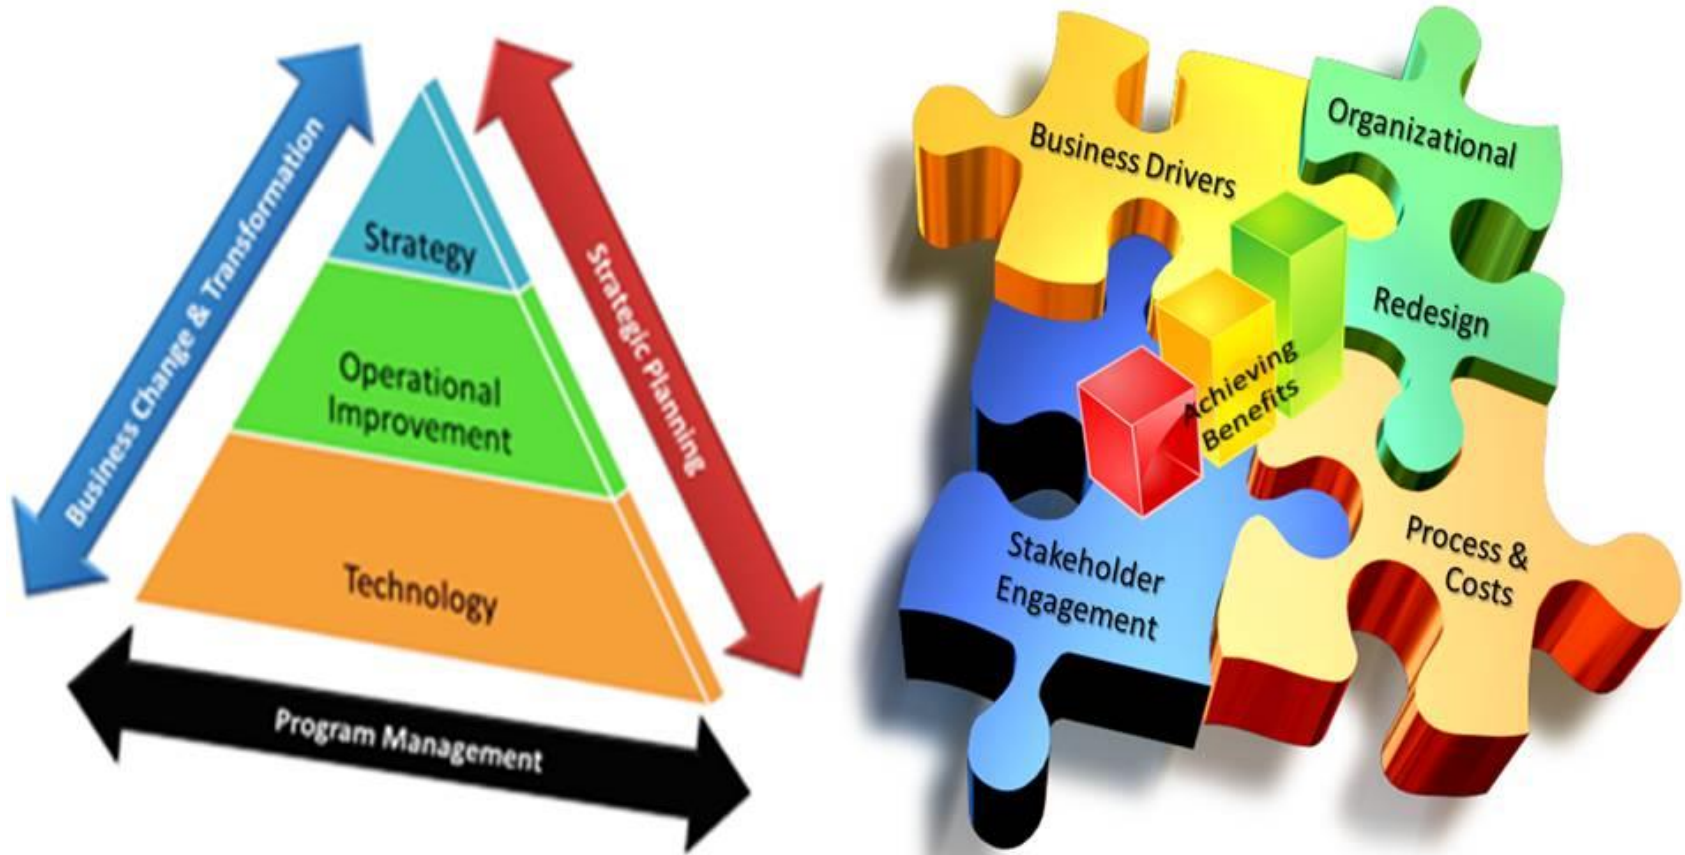 Business Change & Transformation
Strategic Planning
Strategy
Operational
Improvement
Technology
Program Management
Business Drivers
Organizational
Redesign
Achieving
Benefits
Stakeholder
Engagement
Process &
Costs